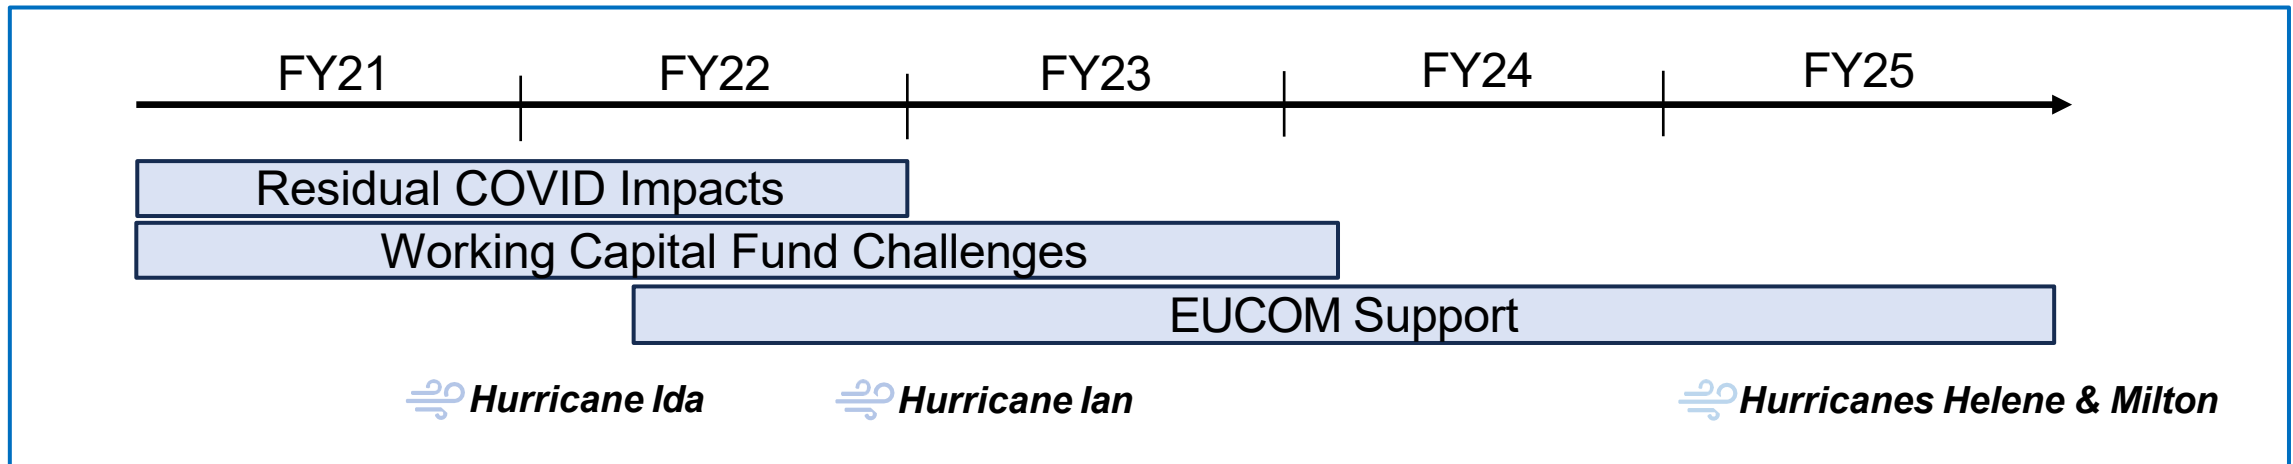 FY21 FY22 FY23 FY24 FY25
Residual COVID Impacts
Working Capital Fund Challenges
EUCOM Support
Hurricane Ida Hurricane Ian Hurricanes Helene & Milton